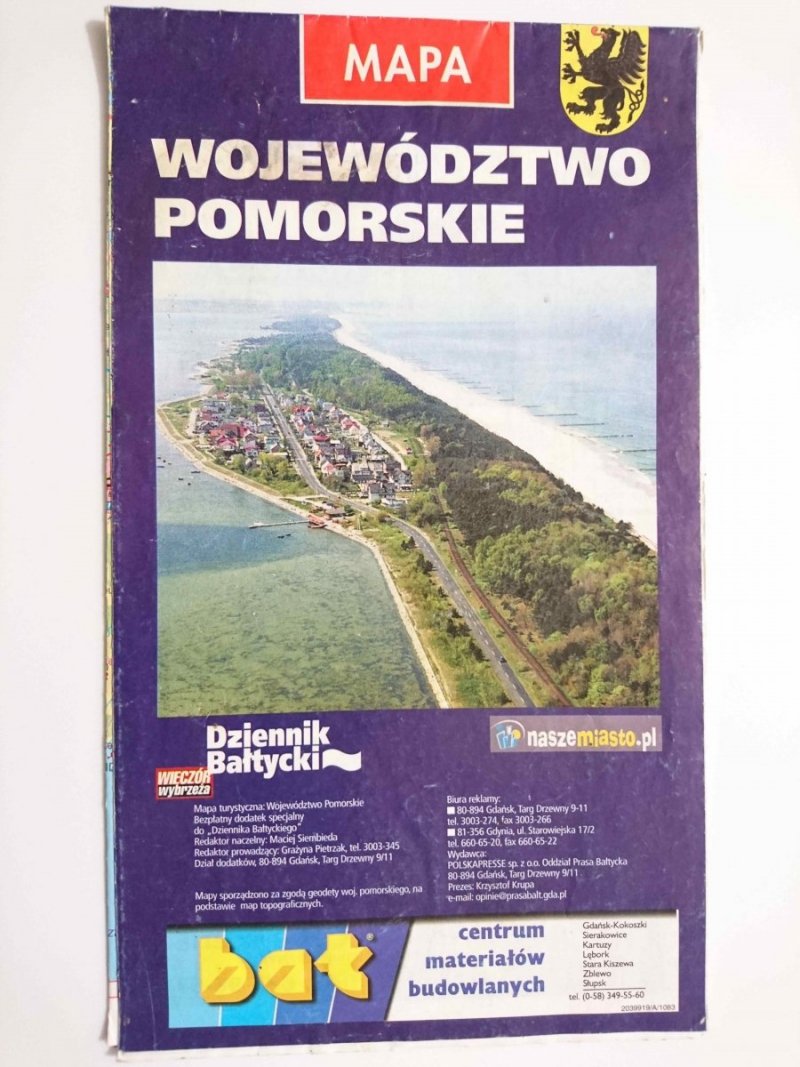 MAPA
WOJEWÓDZTWO
POMORSKIE
Dziennik
Bałtycki
WIECZÓR
wybrzeża
naszemiasto.pl
Mapa turystyczna: Województwo Pomorskie
Bezpłatny dodatek specjalny
do „Dziennika Bałtyckiego"
Redaktor naczelny: Maciej Siembieda
Redaktor prowadzący: Grażyna Pietrzak, tel. 3003-345
Dział dodatków, 80-894 Gdańsk, Targ Drzewny 9/11
Mapy sporządzono za zgodą geodety woj. pomorskiego, na
podstawie map topograficznych.
Biura reklamy:
80-894 Gdańsk, Targ Drzewny 9-11
tel. 3003-274, fax 3003-266
81-356 Gdynia, ul. Starowiejska 17/2
tel. 660-65-20, fax 660-65-22
Wydawca:
POLSKAPRESSE sp. z o.o. Oddział Prasa Bałtycka
80-894 Gdańsk, Targ Drzewny 9/11
Prezes: Krzysztof Krupa
e-mail: opinie@prasabalt.gda.pl
bat®
centrum
materiałów
budowlanych
Gdańsk-Kokoszki
Sierakowice
Kartuzy
Lębork
Stara Kiszewa
Zblewo
Słupsk
tel. (0-58) 349-55-60
2039919/A/1083